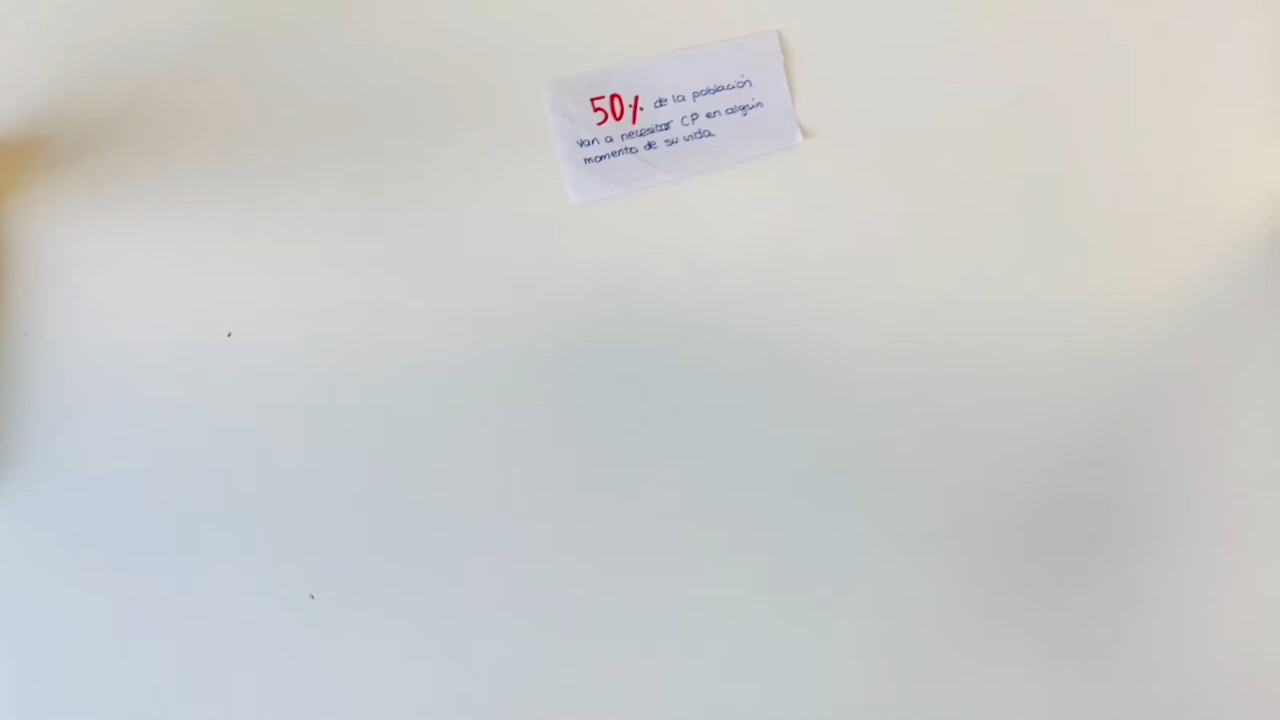 50% de la población
van a necesitar CP en algún
momento de su vida.